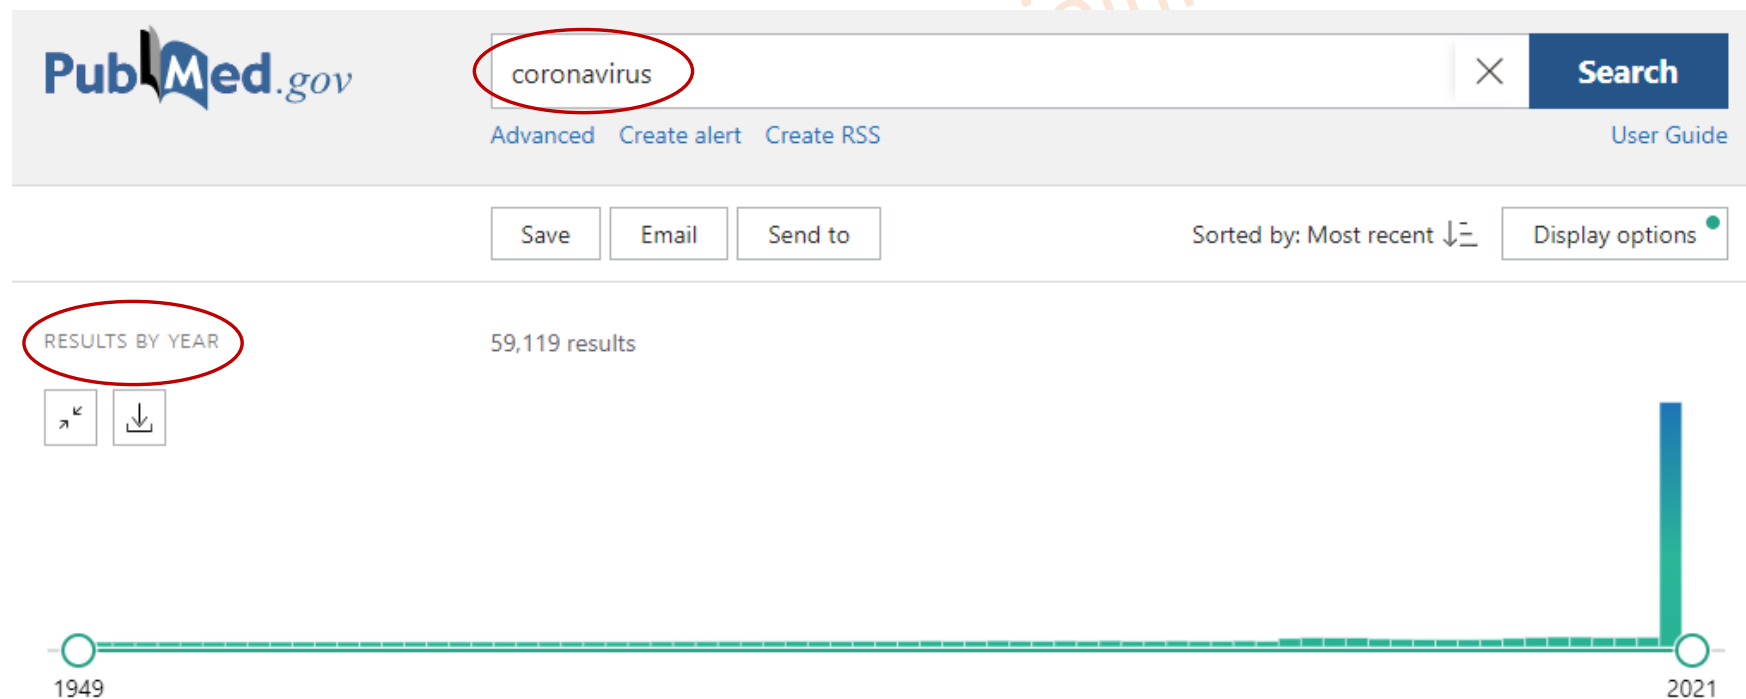 PubMed.gov
coronavirus
Search
Advanced Create alert Create RSS
User Guide
Save Email Send to
Sorted by: Most recent
Display options
RESULTS BY YEAR
59,119 results
1949
2021